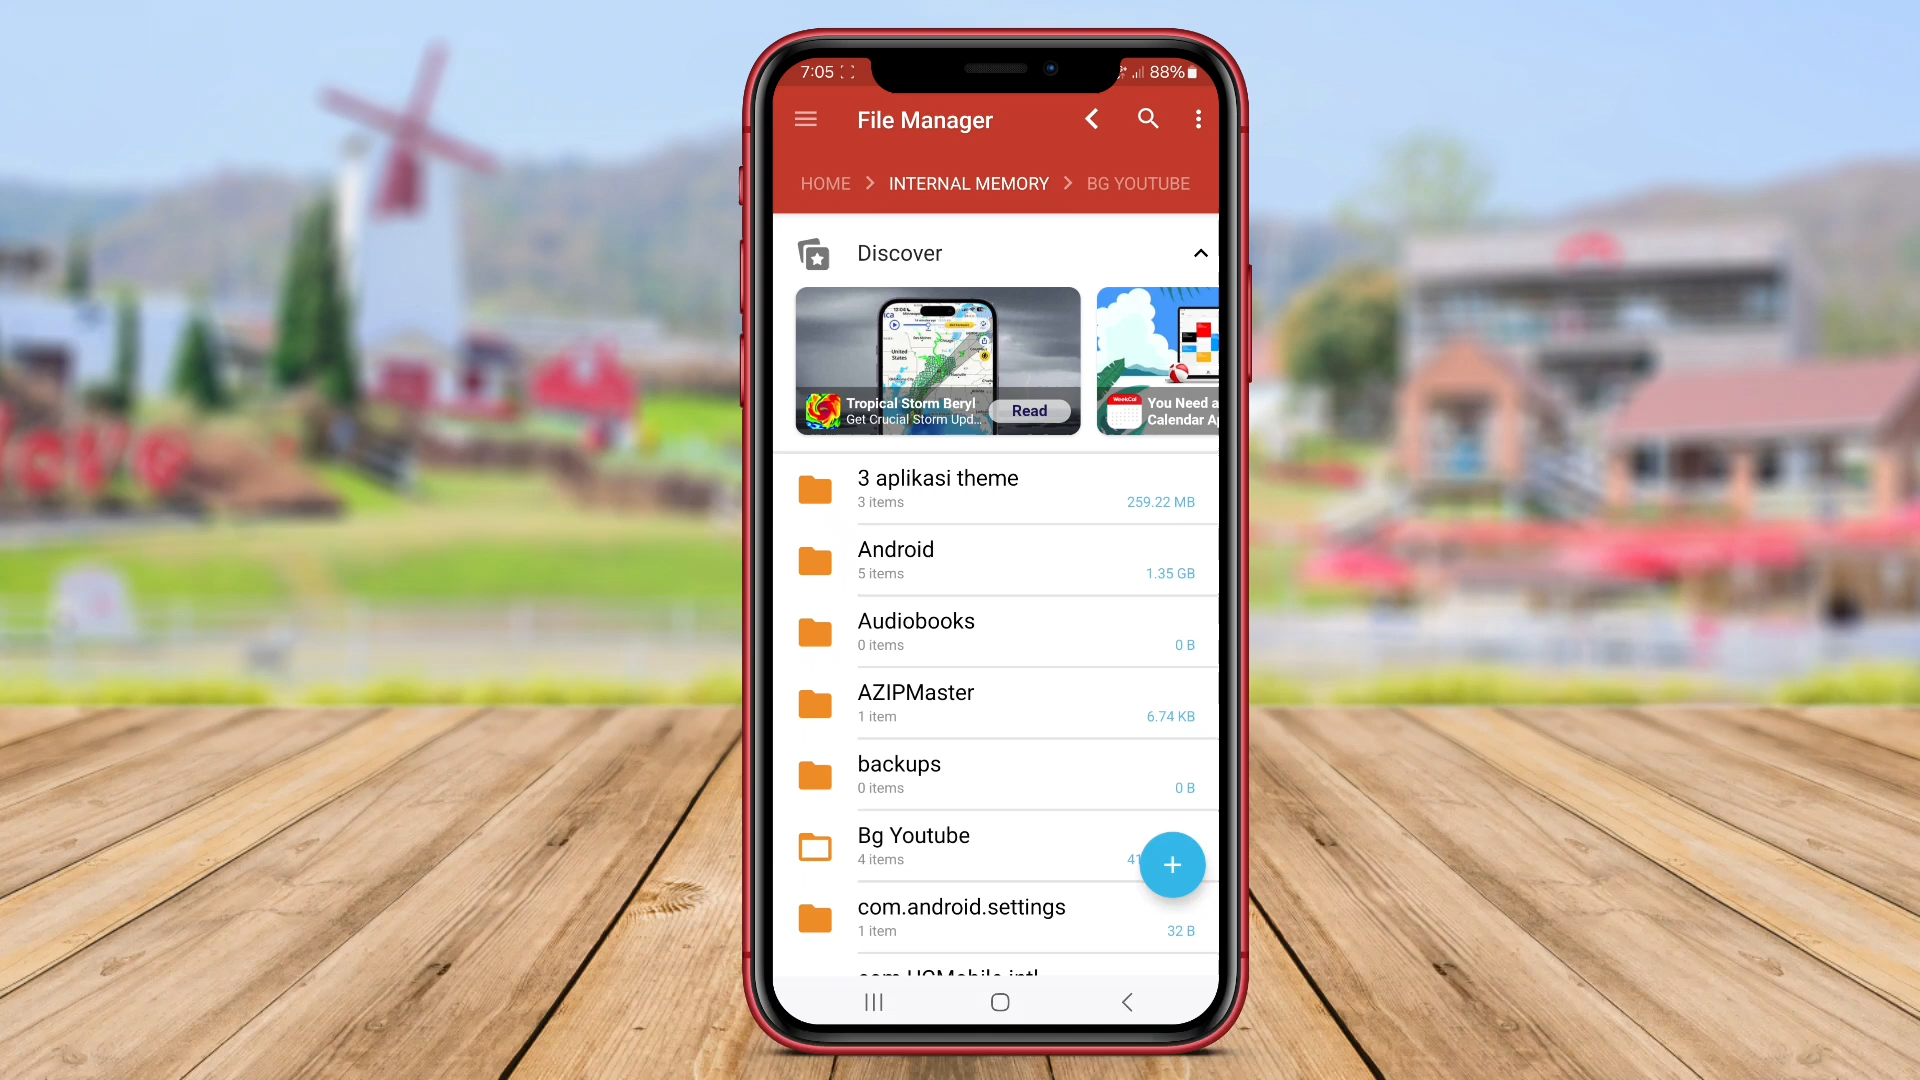 7:05
88%
File Manager
HOME > INTERNAL MEMORY > BG YOUTUBE
Discover
Tropical Storm Beryl
Get Crucial Storm Upd...
Read
WeekCal
You Need a
Calendar Ap
3 aplikasi theme
3 items
259.22 MB
Android
5 items
1.35 GB
Audiobooks
0 items
0 B
AZIPMaster
1 item
6.74 KB
backups
0 items
0 B
Bg Youtube
4 items
41
+
com.android.settings
1 item
32 B